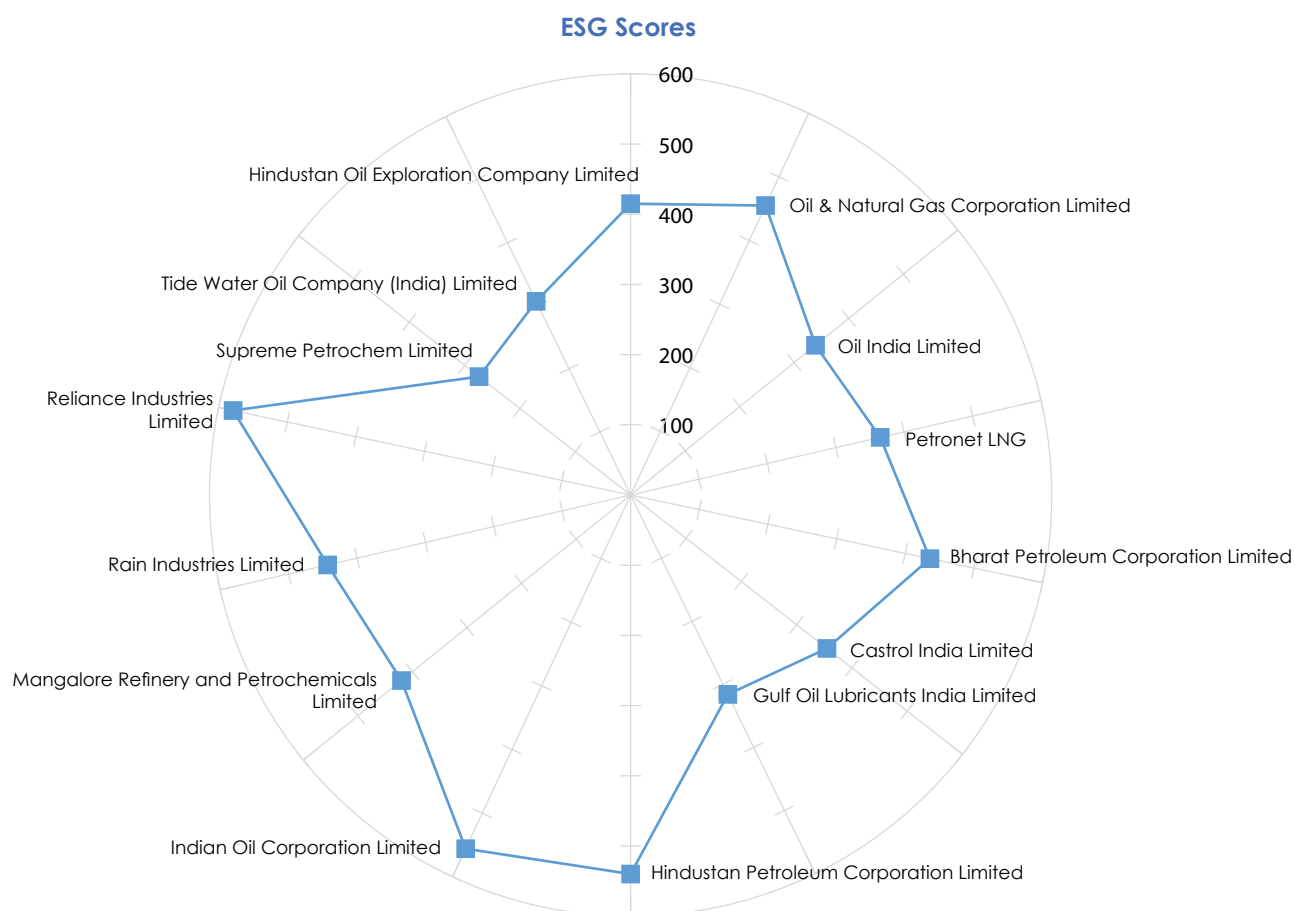 ESG Scores
600
500
Hindustan Oil Exploration Company Limited
Oil & Natural Gas Corporation Limited
400
Tide Water Oil Company (India) Limited
300
Oil India Limited
Supreme Petrochem Limited
200
Reliance Industries
Limited
100
Petronet LNG
Bharat Petroleum Corporation Limited
Rain Industries Limited
Castrol India Limited
Mangalore Refinery and Petrochemicals
Limited
Gulf Oil Lubricants India Limited
Indian Oil Corporation Limited
Hindustan Petroleum Corporation Limited